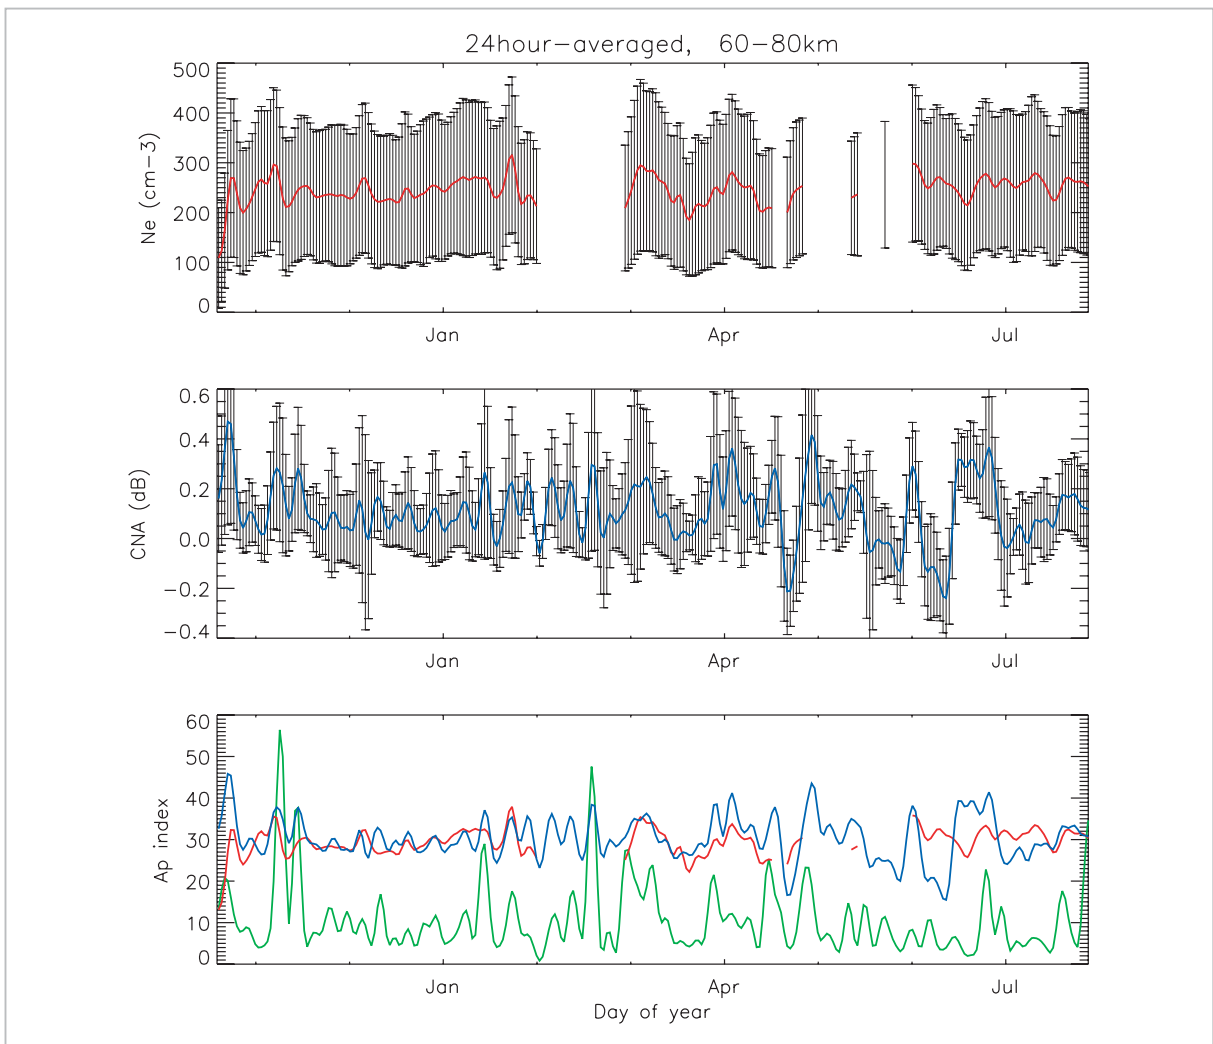 24hour-averaged, 60-80km
500
400
300
200
100
0
Ne (cm-3)
Jan Apr Jul
0.6
0.4
0.2
0.0
-0.2
-0.4
CNA (dB)
Jan Apr Jul
60
50
40
30
20
10
0
Ap index
Jan Apr Jul
Day of year